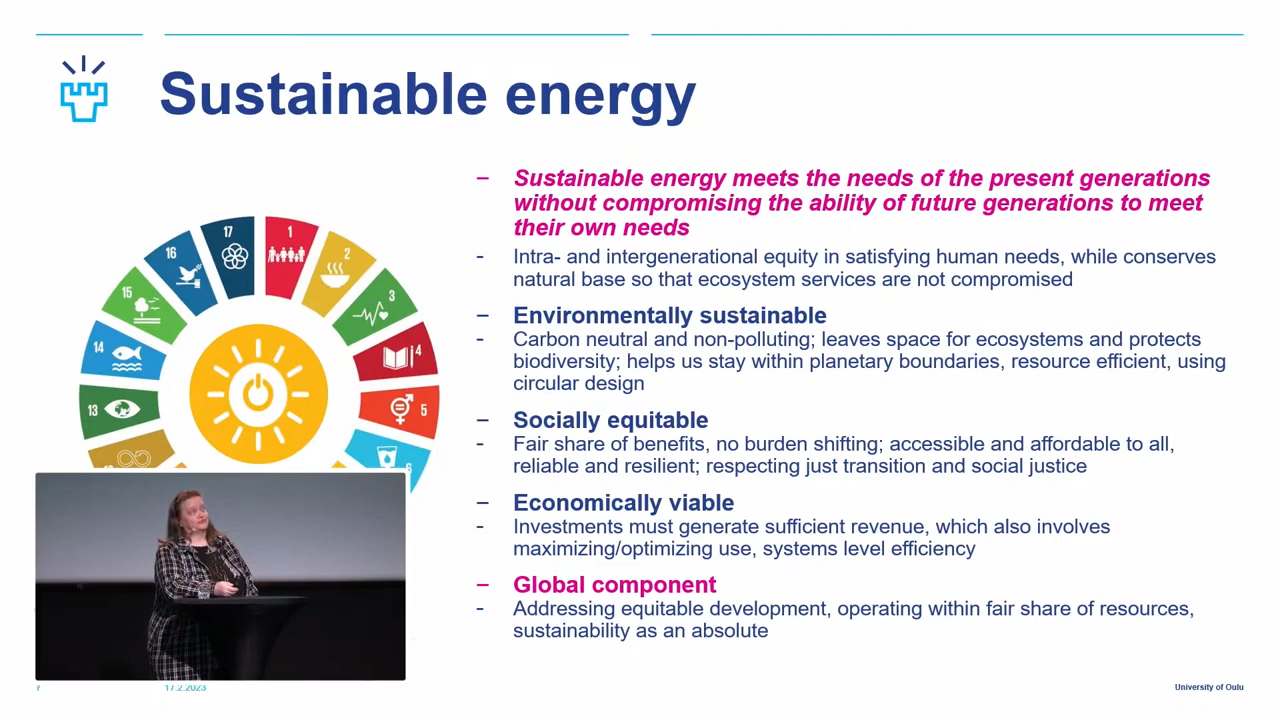 Sustainable energy
– Sustainable energy meets the needs of the present generations
without compromising the ability of future generations to meet
their own needs
- Intra- and intergenerational equity in satisfying human needs, while conserves
natural base so that ecosystem services are not compromised
– Environmentally sustainable
- Carbon neutral and non-polluting; leaves space for ecosystems and protects
biodiversity; helps us stay within planetary boundaries, resource efficient, using
circular design
– Socially equitable
- Fair share of benefits, no burden shifting; accessible and affordable to all,
reliable and resilient; respecting just transition and social justice
– Economically viable
- Investments must generate sufficient revenue, which also involves
maximizing/optimizing use, systems level efficiency
– Global component
- Addressing equitable development, operating within fair share of resources,
sustainability as an absolute
17
1
16
2
15
3
14
4
13
5
6
17.2.2023
University of Oulu